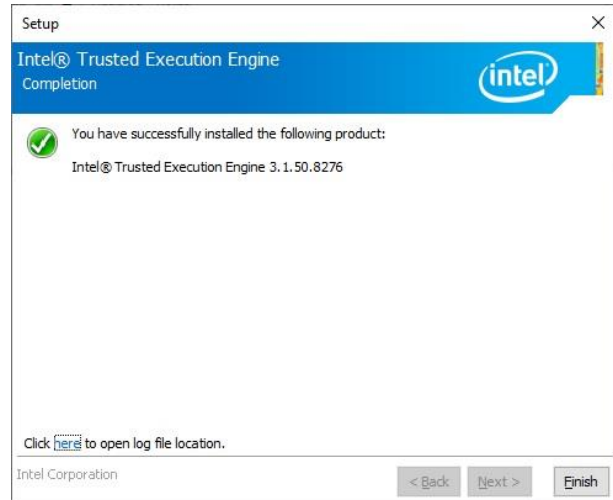 Setup
Intel® Trusted Execution Engine
Completion
intel
You have successfully installed the following product:
Intel® Trusted Execution Engine 3.1.50.8276
Click here to open log file location.
Intel Corporation
< Back Next > Finish